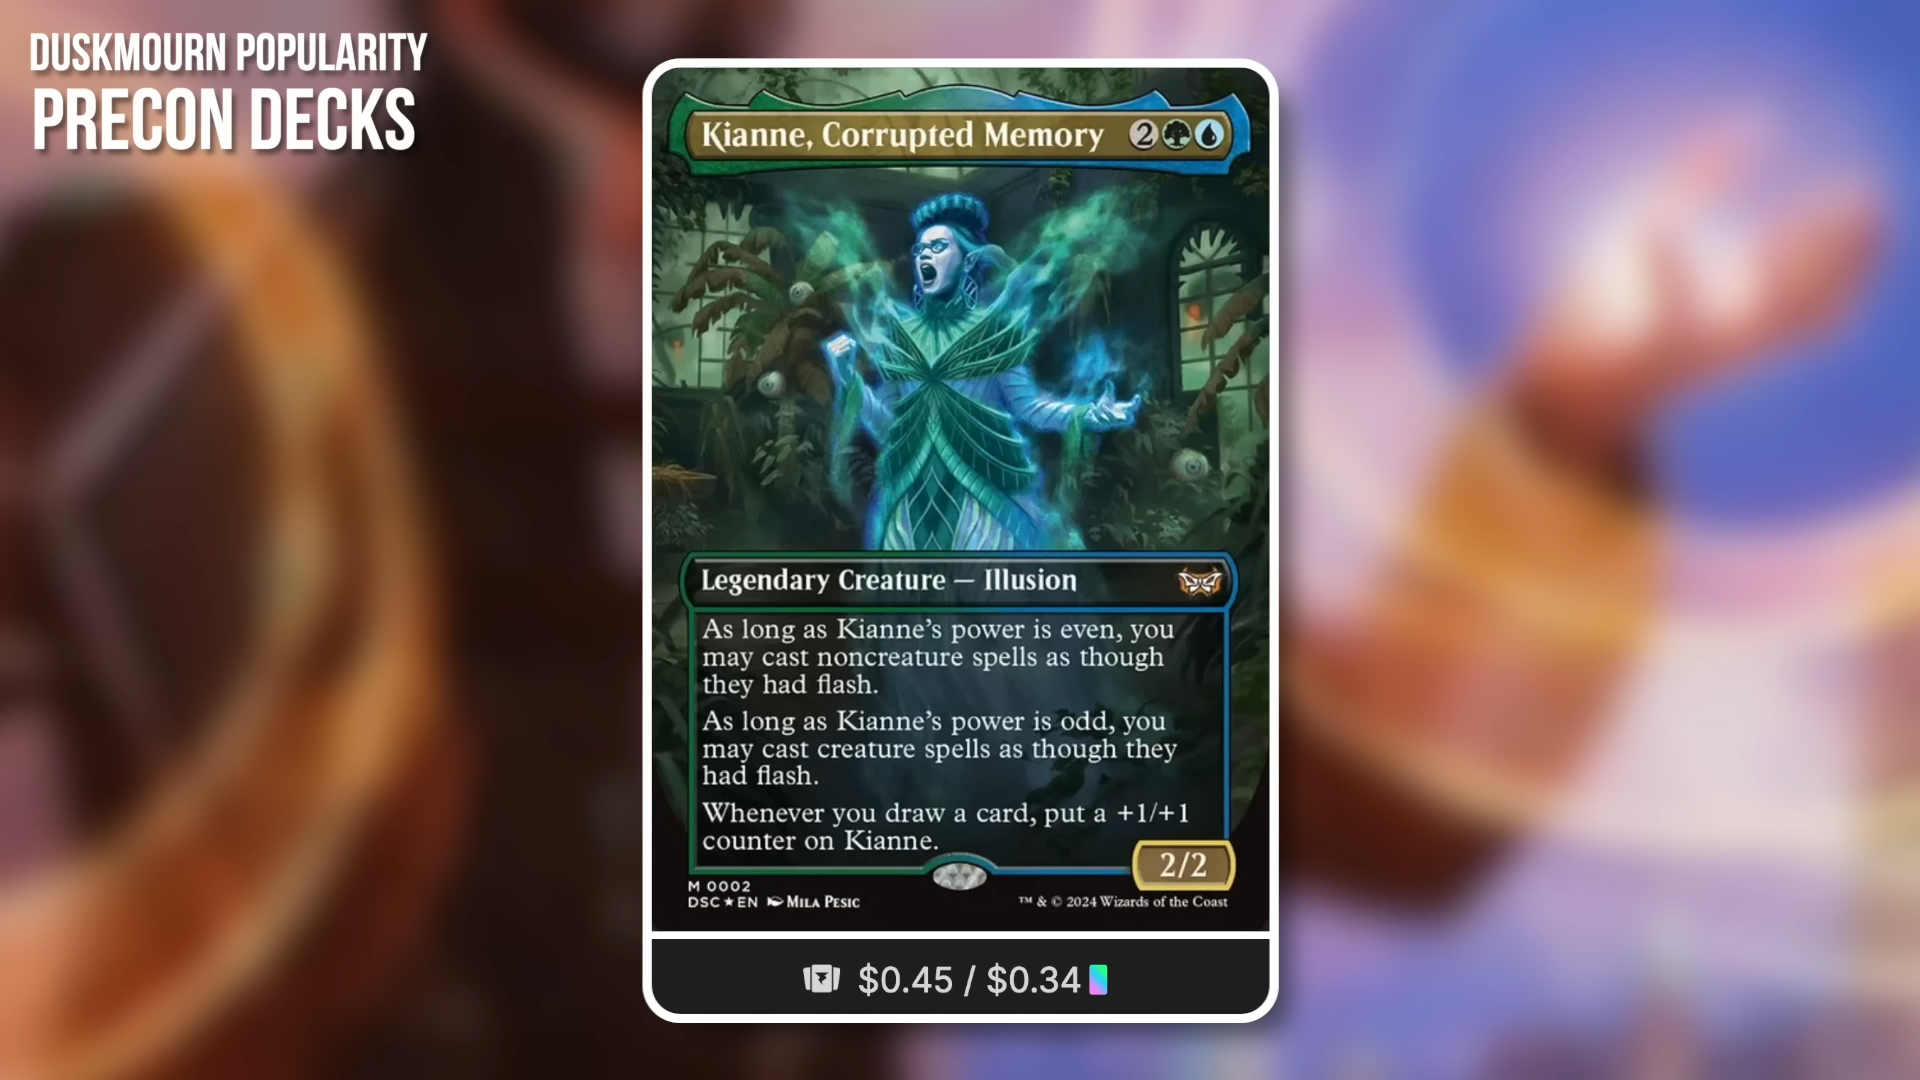 DUSKMOURN POPULARITY
PRECON DECKS
Kianne, Corrupted Memory 2
Legendary Creature — Illusion
As long as Kianne's power is even, you
may cast noncreature spells as though
they had flash.
As long as Kianne's power is odd, you
may cast creature spells as though they
had flash.
Whenever you draw a card, put a +1/+1
counter on Kianne.
2/2
M 0002
DSC★EN Mila Pesic
™ & © 2024 Wizards of the Coast
$0.45 / $0.34